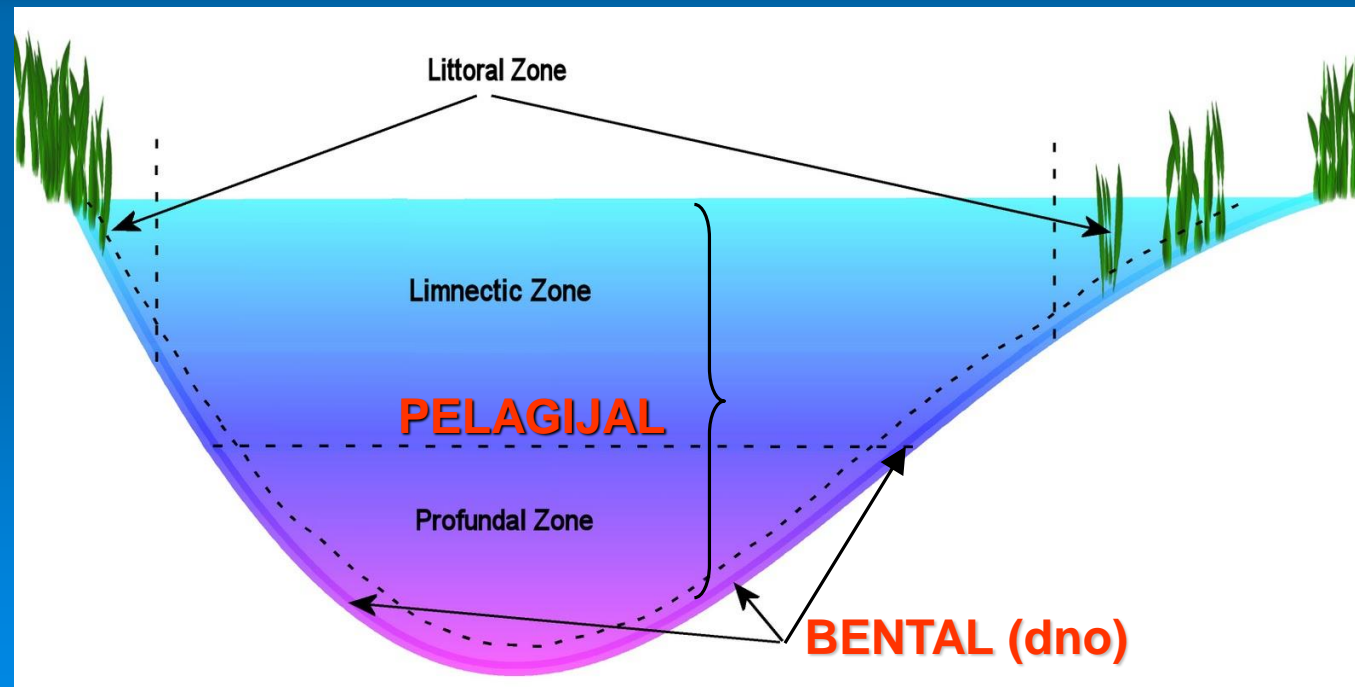 Littoral Zone
Limnectic Zone
PELAGIJAL
Profundal Zone
BENTAL (dno)